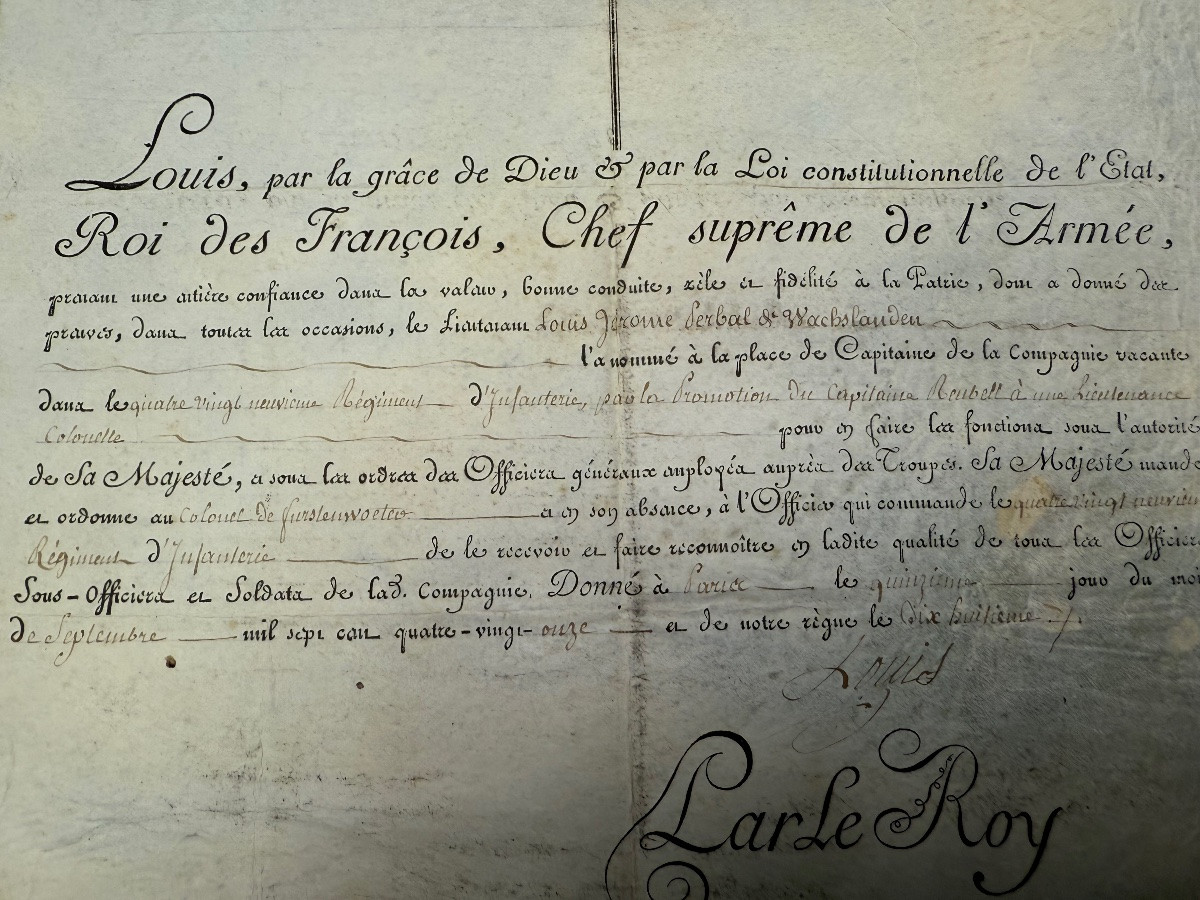 Louis, par la grâce de Dieu & par la Loi constitutionnelle de l'Etat,
Roi des François, Chef suprême de l'Armée,
prenant une entière confiance dans la valeur, bonne conduite, zèle et fidélité à la Patrie, dont a donné des
preuves, dans toutes les occasions, le Lieutenant Louis Jérome Perbal de Wachslanden
l'a nommé à la place de Capitaine de la Compagnie vacante
dans le quatre vingt neuvieme Régiment d'Infanterie, par la Promotion du Capitaine Reubell à une Lieutenance
Colonelle pour en faire les fonctions sous l'autorité
de Sa Majesté, et sous les ordres des Officiers généraux employés auprès des Troupes. Sa Majesté mande
et ordonne au Colonel De furstenwoeter et en son absence, à l'Officier qui commande le quatre vingt neuviem
Régiment d'Infanterie de le recevoir et faire reconnoître en ladite qualité de tous les Officiers
Sous-Officiers et Soldats de lad. Compagnie. Donné à Paris le quinzieme jour du moi
de Septembre mil sept cent quatre-vingt-onze et de notre règne le Dix huitieme
Louis
Par Le Roy